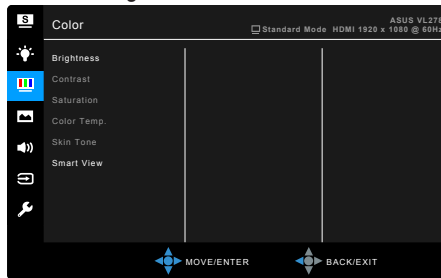 S
Color
ASUS VL278
Standard Mode HDMI 1920 x 1080 @ 60Hz
Brightness
Contrast
Saturation
Color Temp.
Skin Tone
Smart View
MOVE/ENTER
BACK/EXIT